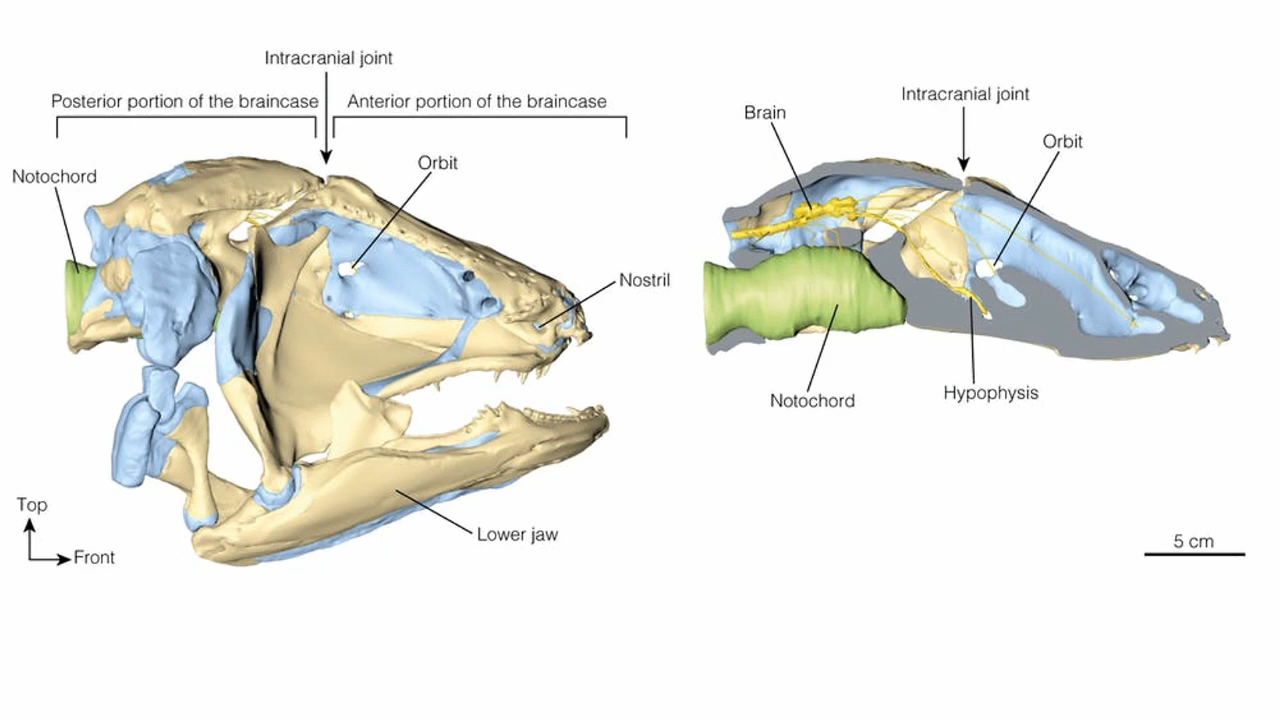 Intracranial joint
Posterior portion of the braincase
Anterior portion of the braincase
Notochord
Orbit
Nostril
Lower jaw
Top
Front
Intracranial joint
Brain
Orbit
Notochord
Hypophysis
5 cm